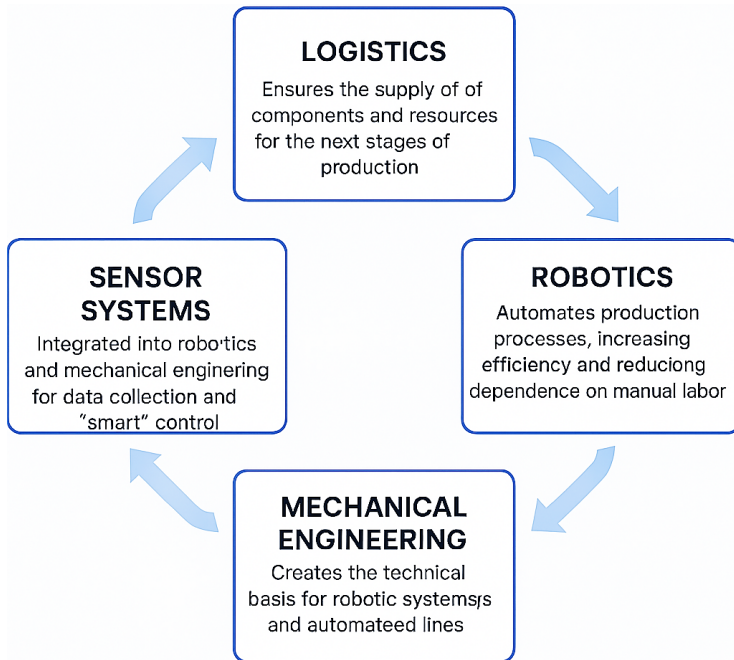 LOGISTICS
Ensures the supply of of
components and resources
for the next stages of
production
SENSOR
SYSTEMS
Integrated into robo'tics
and mechanical enginering
for data collection and
“smart” control
ROBOTICS
Automates production
processes, increasing
efficiency and reduciong
dependence on manual labor
MECHANICAL
ENGINEERING
Creates the technical
basis for robotic systemsȷs
and automateed lines